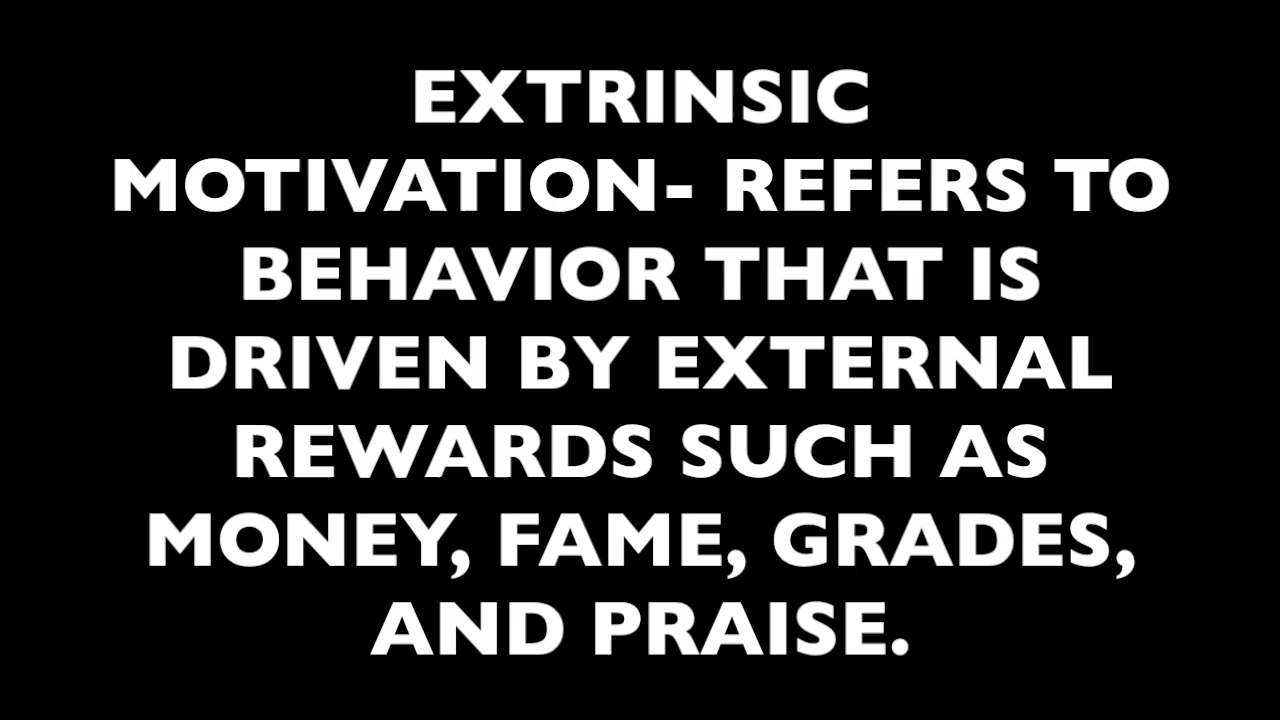 EXTRINSIC
MOTIVATION- REFERS TO
BEHAVIOR THAT IS
DRIVEN BY EXTERNAL
REWARDS SUCH AS
MONEY, FAME, GRADES,
AND PRAISE.